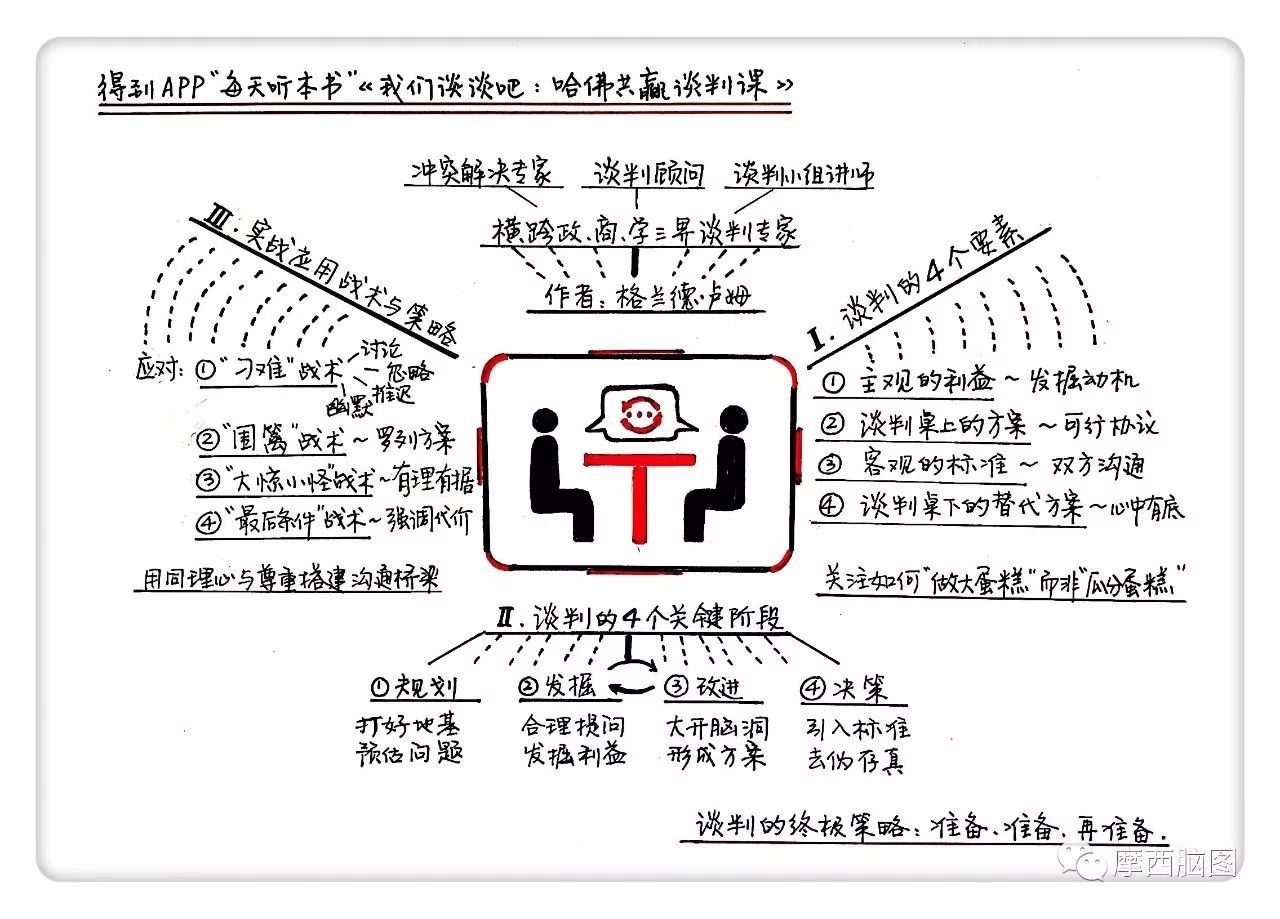 得到APP"每天听本书"《我们谈谈吧:哈佛共赢谈判课》
冲突解决专家 谈判顾问 谈判小组讲师
横跨政、商、学三界谈判专家
作者:格兰德·卢姆
Ⅰ.谈判的4个要素
① 主观的利益~发掘动机
② 谈判桌上的方案~可行协议
③ 客观的标准~双方沟通
④ 谈判桌下的替代方案~心中有底
关注如何"做大蛋糕"而非"瓜分蛋糕"
Ⅱ.谈判的4个关键阶段
①规划
打好地基
预估问题
②发掘
合理提问
发掘利益
③改进
大开脑洞
形成方案
④决策
引入标准
去伪存真
Ⅲ.实战应用战术与策略
应对:①"刁难"战术
讨论
忽略
推迟
幽默
②"围篱"战术~罗列方案
③"大惊小怪"战术~有理有据
④"最后条件"战术~强调代价
用同理心与尊重搭建沟通桥梁
谈判的终极策略:准备、准备、再准备.
摩西脑图